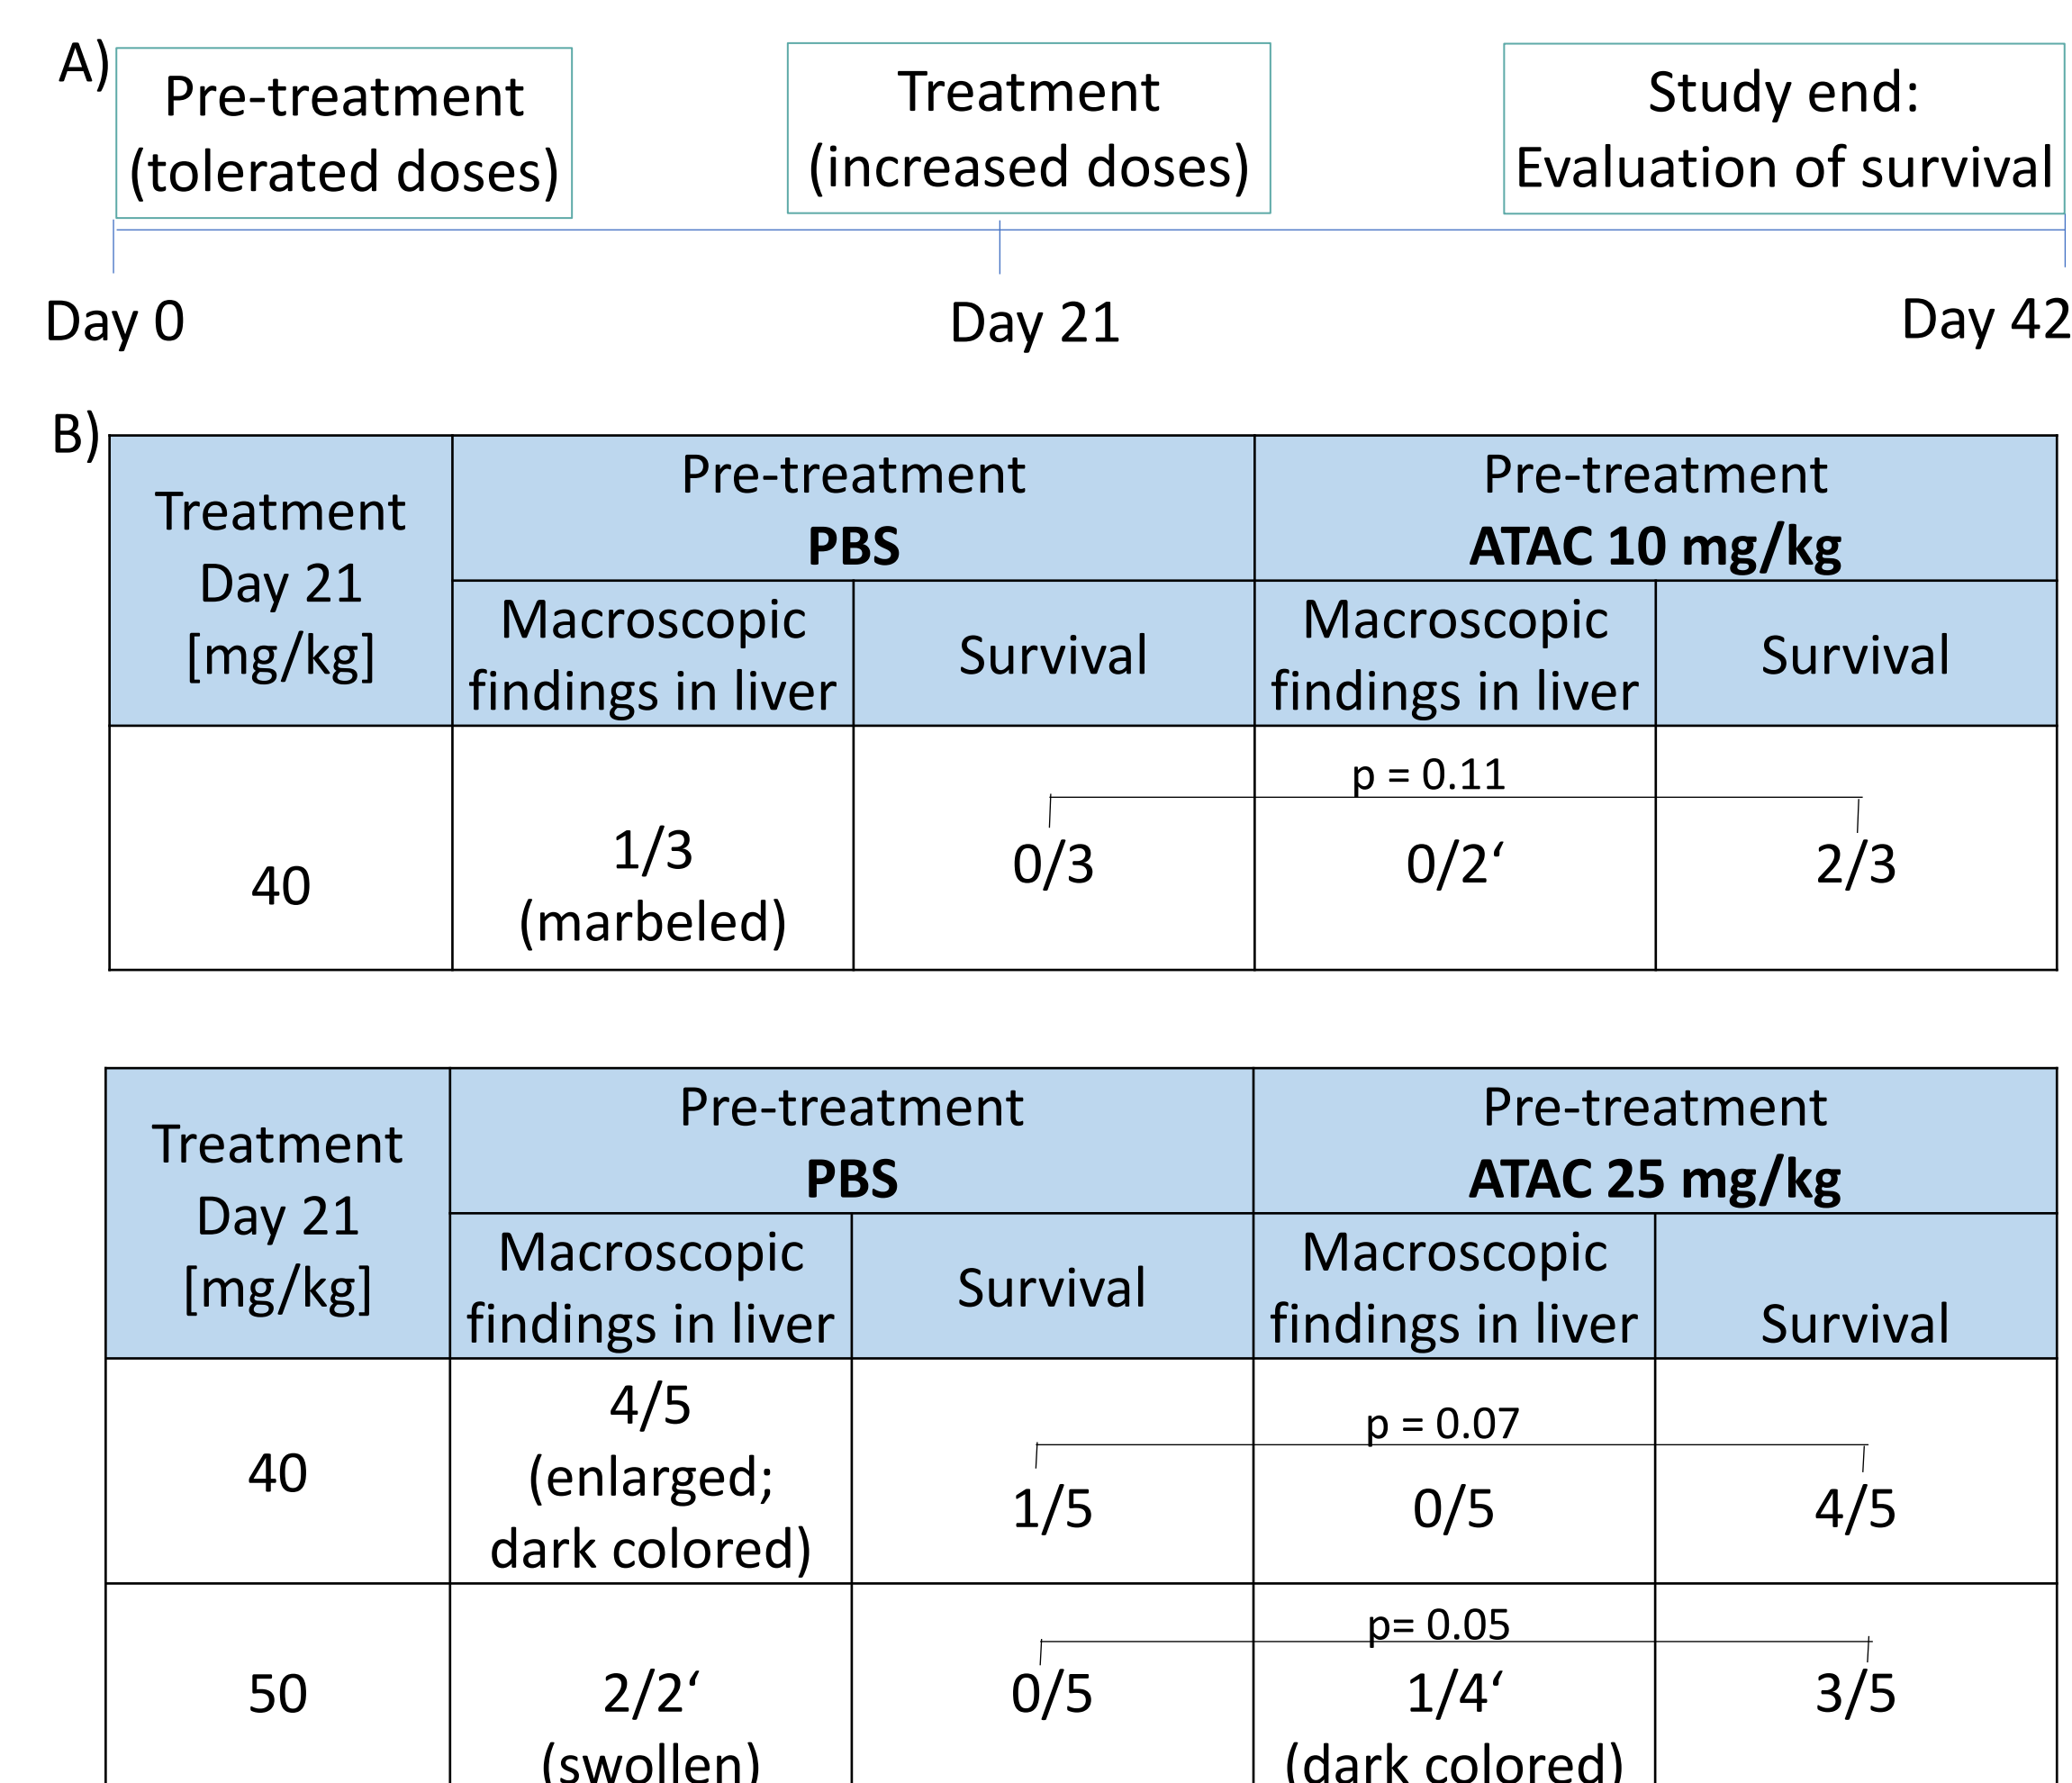 A)
Pre-treatment
(tolerated doses)
Treatment
(increased doses)
Study end:
Evaluation of survival
Day 0
Day 21
Day 42
B)
Treatment
Day 21
[mg/kg]
Pre-treatment
PBS
Pre-treatment
ATAC 10 mg/kg
Macroscopic
findings in liver
Survival
Macroscopic
findings in liver
Survival
40
1/3
(marbeled)
0/3
p = 0.11
0/2‘
2/3
Treatment
Day 21
[mg/kg]
Pre-treatment
PBS
Pre-treatment
ATAC 25 mg/kg
Macroscopic
findings in liver
Survival
Macroscopic
findings in liver
Survival
40
4/5
(enlarged;
dark colored)
1/5
p = 0.07
0/5
4/5
50
2/2‘
(swollen)
0/5
p= 0.05
1/4‘
(dark colored)
3/5